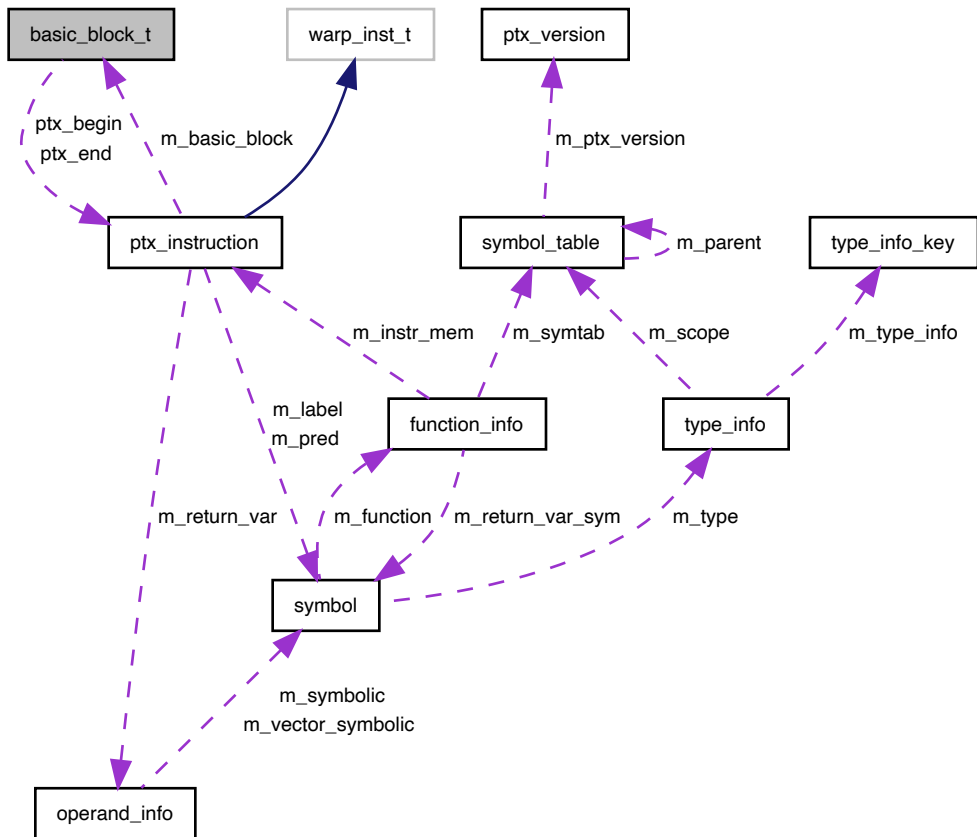 basic_block_t
warp_inst_t
ptx_version
ptx_begin
ptx_end
m_basic_block
m_ptx_version
ptx_instruction
symbol_table
m_parent
type_info_key
m_instr_mem
m_symtab
m_scope
m_type_info
m_label
m_pred
function_info
type_info
m_return_var
m_function
m_return_var_sym
m_type
symbol
m_symbolic
m_vector_symbolic
operand_info